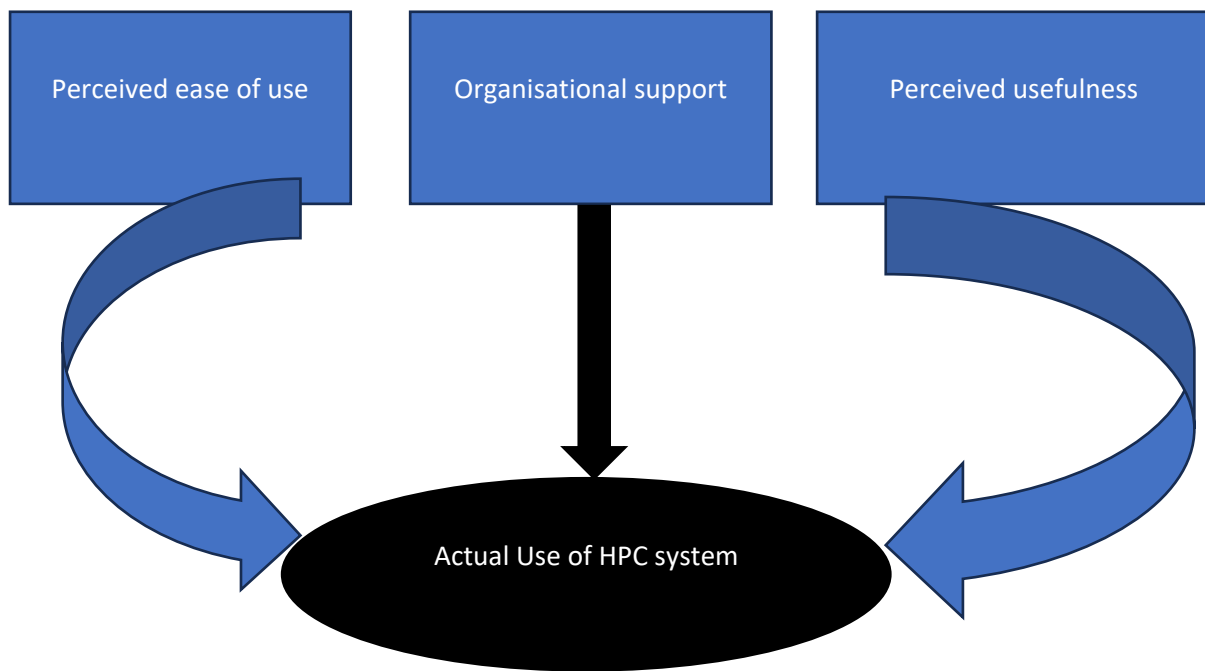 Perceived ease of use
Organisational support
Perceived usefulness
Actual Use of HPC system